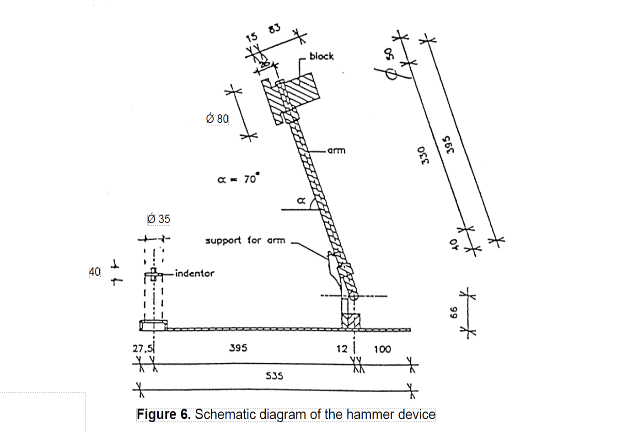 15 83
26
block
Ø 50
Ø 80
arm
330
395
α = 70°
α
Ø 35
support for arm
10
40
indentor
66
27,5 395 12 100
535
Figure 6. Schematic diagram of the hammer device